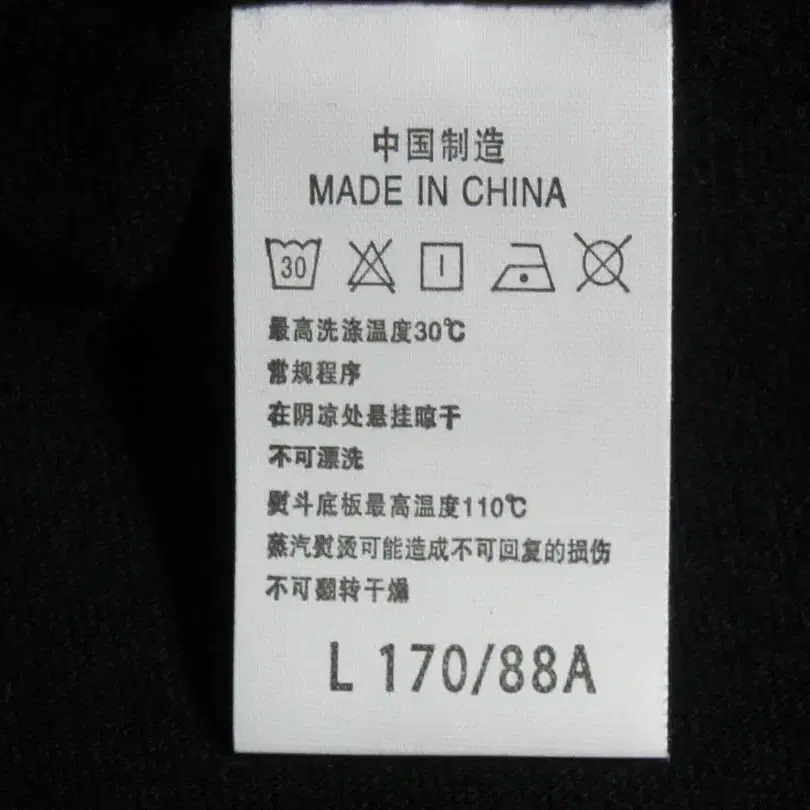 中国制造
MADE IN CHINA
30
最高洗涤温度30℃
常规程序
在阴凉处悬挂晾干
不可漂洗
熨斗底板最高温度110℃
蒸汽熨烫可能造成不可回复的损伤
不可翻转干燥
L 170/88A